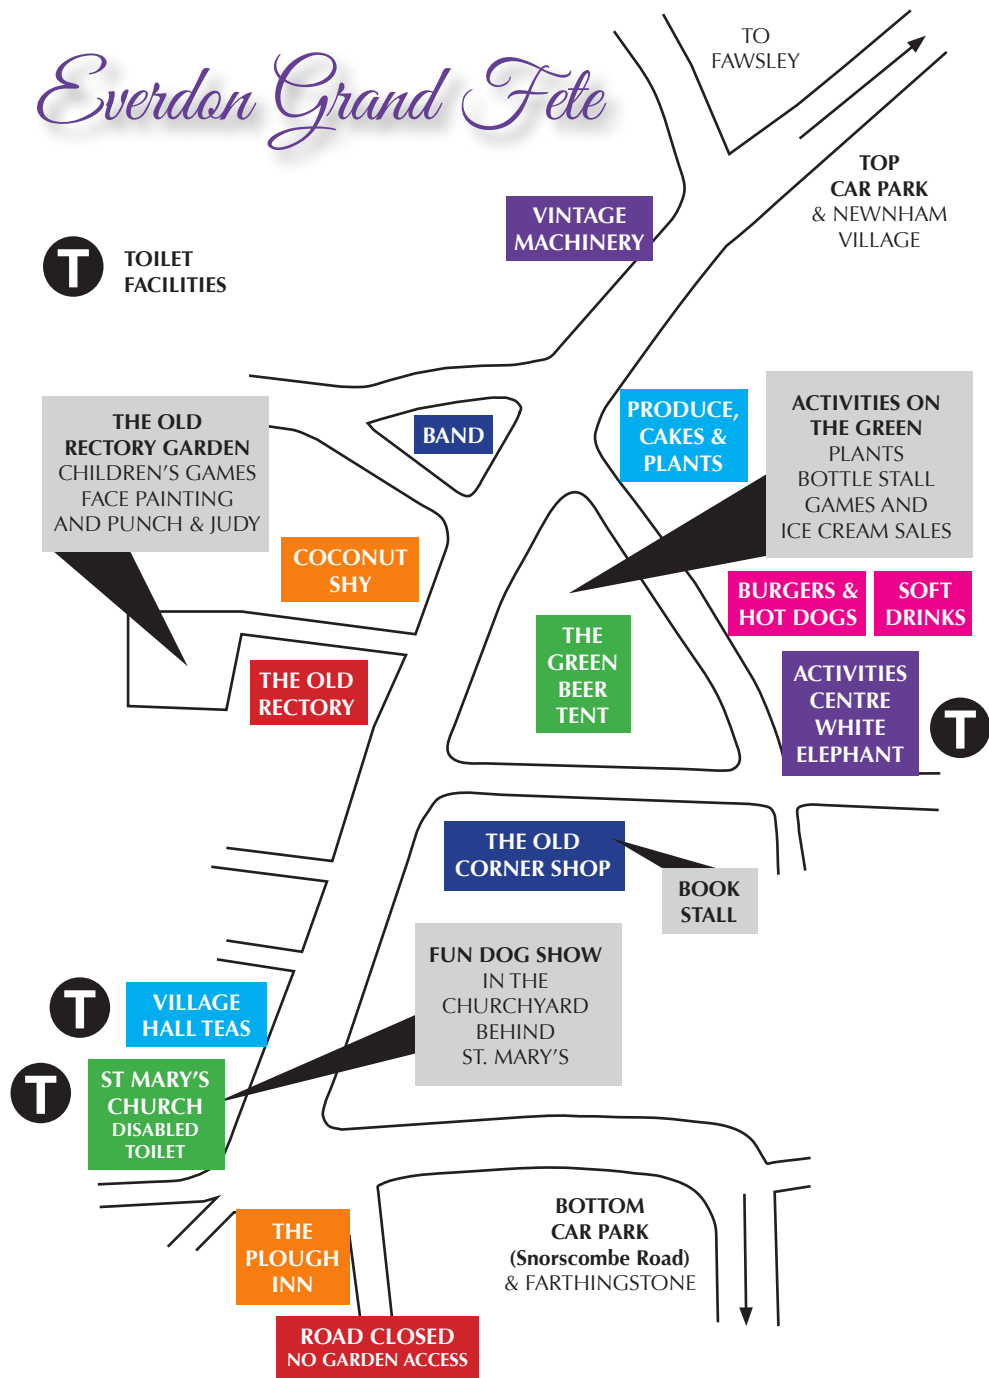 Everdon Grand Fete
TO
FAWSLEY
TOP
CAR PARK
& NEWNHAM
VILLAGE
VINTAGE
MACHINERY
T
TOILET
FACILITIES
THE OLD
RECTORY GARDEN
CHILDREN'S GAMES
FACE PAINTING
AND PUNCH & JUDY
BAND
PRODUCE,
CAKES &
PLANTS
ACTIVITIES ON
THE GREEN
PLANTS
BOTTLE STALL
GAMES AND
ICE CREAM SALES
COCONUT
SHY
BURGERS &
HOT DOGS
SOFT
DRINKS
THE
GREEN
BEER
TENT
THE OLD
RECTORY
ACTIVITIES
CENTRE
WHITE
ELEPHANT
T
THE OLD
CORNER SHOP
BOOK
STALL
FUN DOG SHOW
IN THE
CHURCHYARD
BEHIND
ST. MARY'S
T
VILLAGE
HALL TEAS
T
ST MARY'S
CHURCH
DISABLED
TOILET
THE
PLOUGH
INN
BOTTOM
CAR PARK
(Snorscombe Road)
& FARTHINGSTONE
ROAD CLOSED
NO GARDEN ACCESS